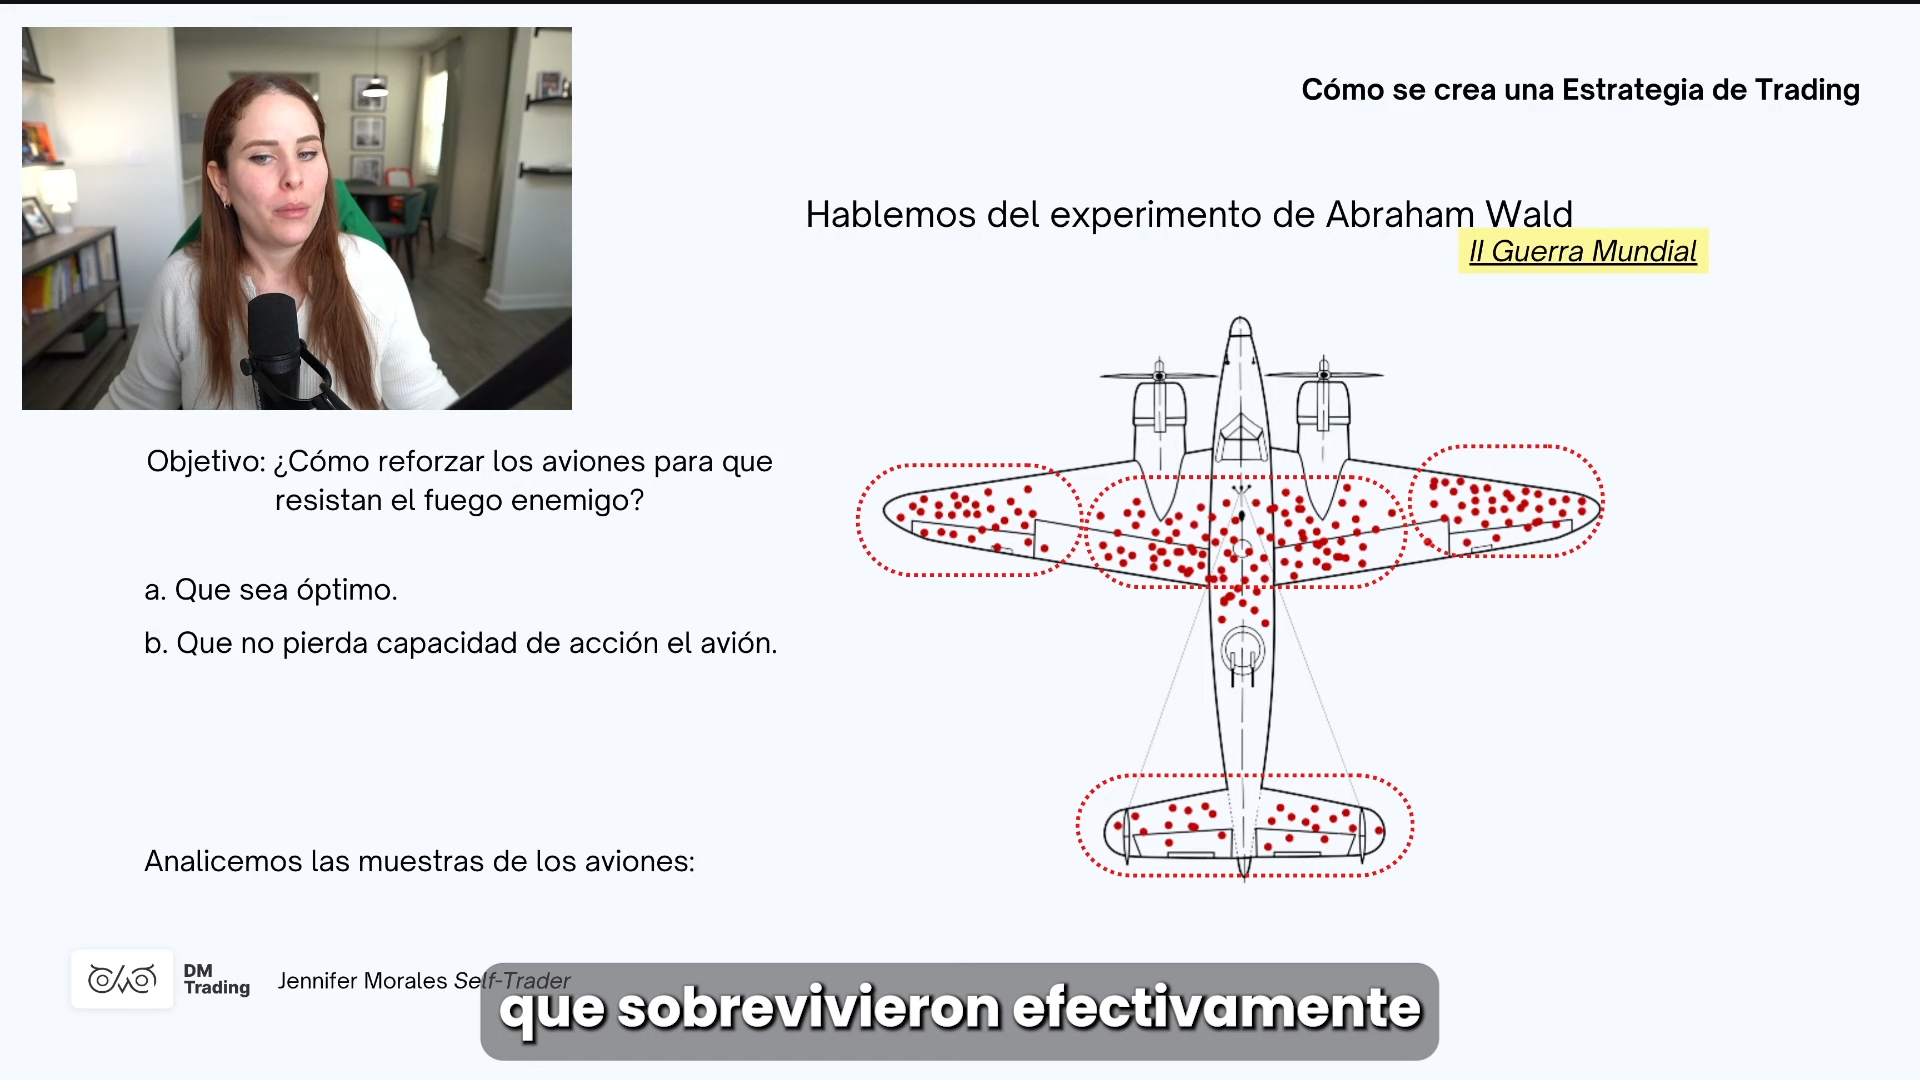 Cómo se crea una Estrategia de Trading
Hablemos del experimento de Abraham Wald
II Guerra Mundial
Objetivo: ¿Cómo reforzar los aviones para que
resistan el fuego enemigo?
a. Que sea óptimo.
b. Que no pierda capacidad de acción el avión.
Analicemos las muestras de los aviones:
DM
Trading
Jennifer Morales Self-Trader
que sobrevivieron efectivamente